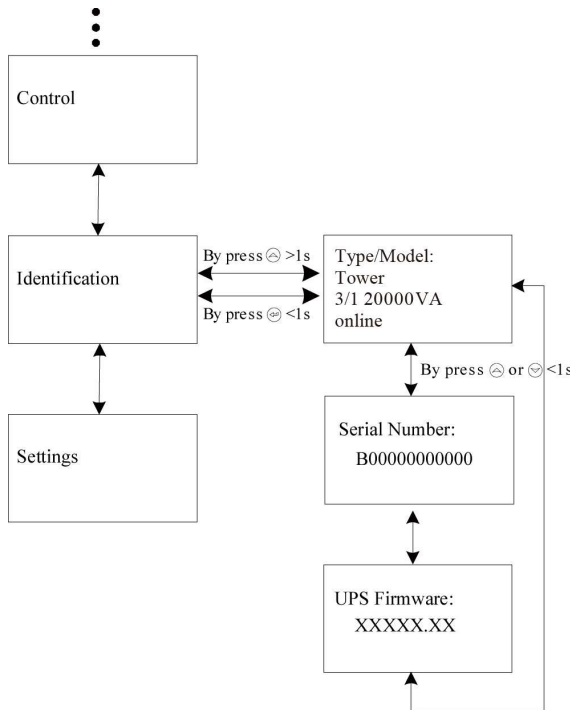 Control
Identification
Settings
By press >1s
By press <1s
Type/Model:
Tower
3/1 20000VA
online
By press or <1s
Serial Number:
B00000000000
UPS Firmware:
XXXXX.XX